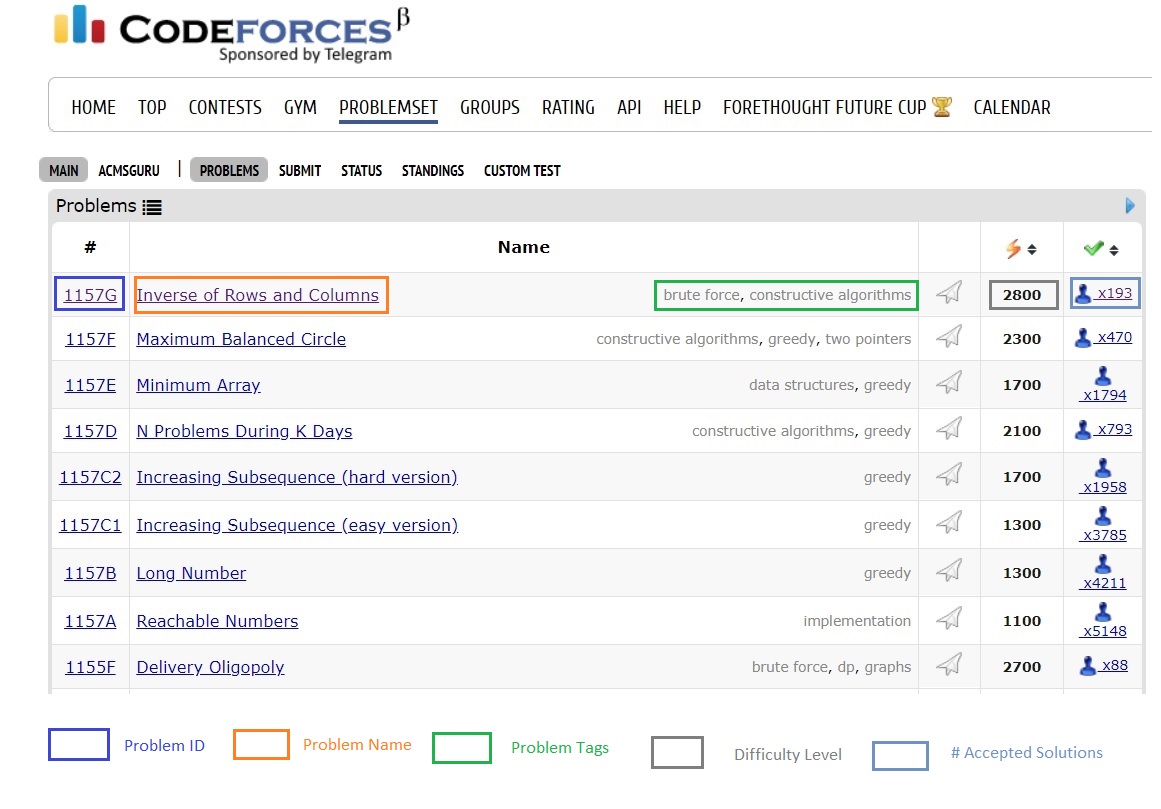 CODEFORCES β
Sponsored by Telegram
HOME TOP CONTESTS GYM PROBLEMSET GROUPS RATING API HELP FORETHOUGHT FUTURE CUP CALENDAR
MAIN ACMSGURU | PROBLEMS SUBMIT STATUS STANDINGS CUSTOM TEST
Problems
# Name
1157G Inverse of Rows and Columns brute force, constructive algorithms 2800 x193
1157F Maximum Balanced Circle constructive algorithms, greedy, two pointers 2300 x470
1157E Minimum Array data structures, greedy 1700 x1794
1157D N Problems During K Days constructive algorithms, greedy 2100 x793
1157C2 Increasing Subsequence (hard version) greedy 1700 x1958
1157C1 Increasing Subsequence (easy version) greedy 1300 x3785
1157B Long Number greedy 1300 x4211
1157A Reachable Numbers implementation 1100 x5148
1155F Delivery Oligopoly brute force, dp, graphs 2700 x88
Problem ID Problem Name Problem Tags Difficulty Level # Accepted Solutions